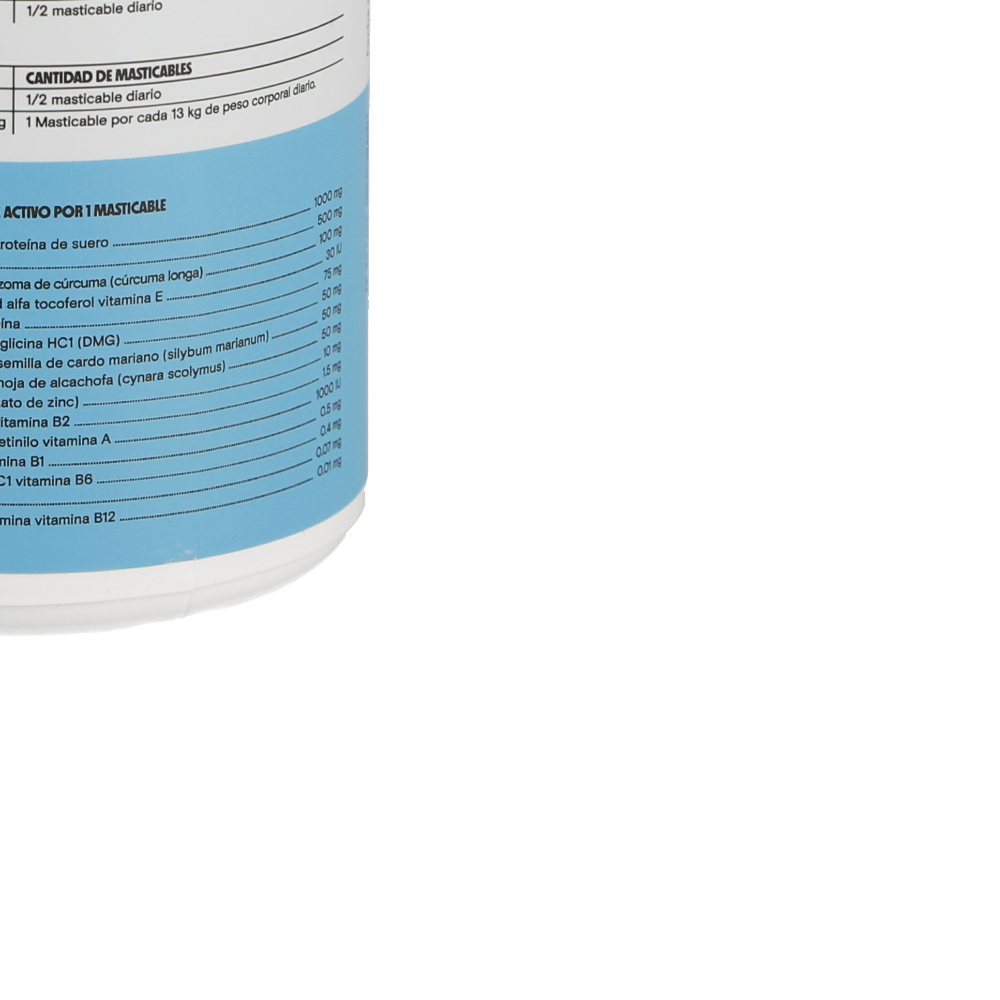 1/2 masticable diario
CANTIDAD DE MASTICABLES
1/2 masticable diario
g 1 Masticable por cada 13 kg de peso corporal diario.
ACTIVO POR 1 MASTICABLE
roteína de suero 1000 mg
500 mg
zoma de cúrcuma (cúrcuma longa) 100 mg
alfa tocoferol vitamina E 30 IU
ína 75 mg
glicina HC1 (DMG) 50 mg
semilla de cardo mariano (silybum marianum) 50 mg
hoja de alcachofa (cynara scolymus) 50 mg
ato de zinc) 10 mg
itamina B2 1.5 mg
etinilo vitamina A 1000 IU
mina B1 0.5 mg
C1 vitamina B6 0.4 mg
0.07 mg
mina vitamina B12 0.01 mg